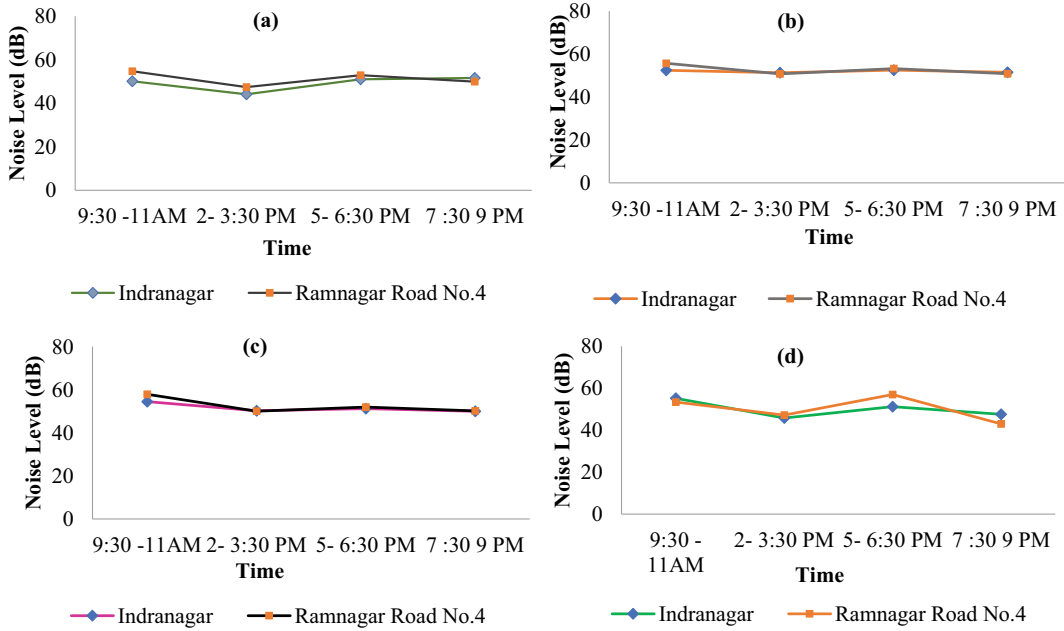 (a)
Noise Level (dB)
80
60
40
20
0
9:30 -11AM 2- 3:30 PM 5- 6:30 PM 7 :30 9 PM
Time
Indranagar Ramnagar Road No.4
(b)
Noise Level (dB)
80
60
40
20
0
9:30 -11AM 2- 3:30 PM 5- 6:30 PM 7 :30 9 PM
Time
Indranagar Ramnagar Road No.4
(c)
Noise Level (dB)
80
60
40
20
0
9:30 -11AM 2- 3:30 PM 5- 6:30 PM 7 :30 9 PM
Time
Indranagar Ramnagar Road No.4
(d)
Noise Level (dB)
80
60
40
20
0
9:30 - 2- 3:30 PM 5- 6:30 PM 7 :30 9 PM
11AM
Time
Indranagar Ramnagar Road No.4